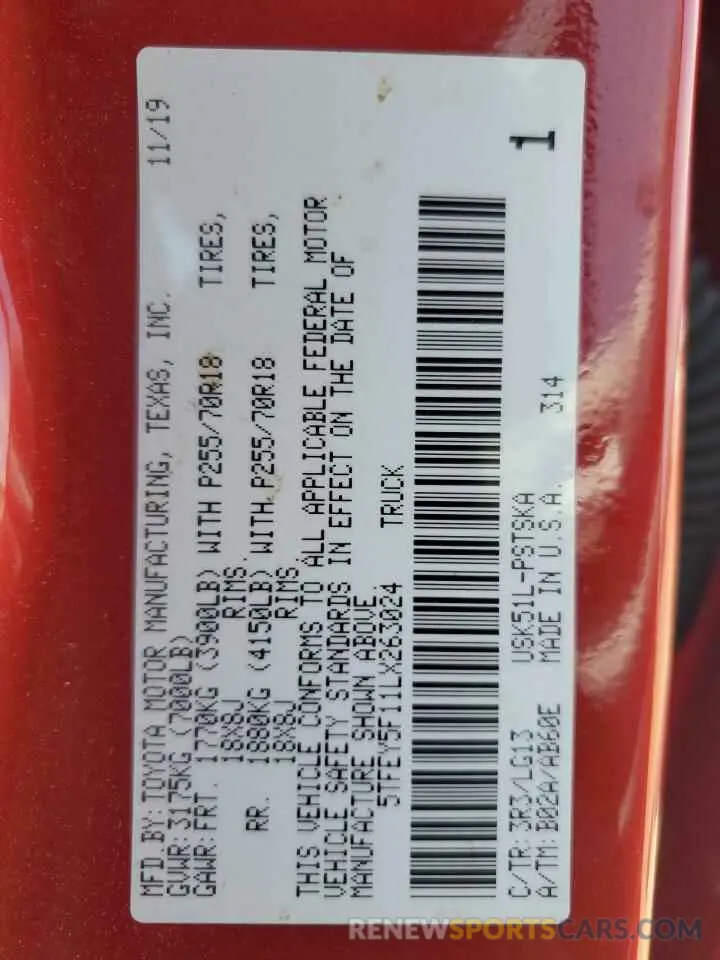 MFD.BY: TOYOTA MOTOR MANUFACTURING, TEXAS, INC. 11/19
GVWR: 3175KG (7000LB)
GAWR: FRT. 1770KG (3900LB) WITH P255/70R18 TIRES,
18X8J RIMS.
RR. 1880KG (4150LB) WITH P255/70R18 TIRES,
18X8J RIMS.
THIS VEHICLE CONFORMS TO ALL APPLICABLE FEDERAL MOTOR
VEHICLE SAFETY STANDARDS IN EFFECT ON THE DATE OF
MANUFACTURE SHOWN ABOVE.
5TFEY5F11LX263024 TRUCK
C/TR: 3R3/LG13 USK51L-PSTSKA
A/TM: B02A/AB60E MADE IN U.S.A. 314
1
RENEWSPORTSCARS.COM